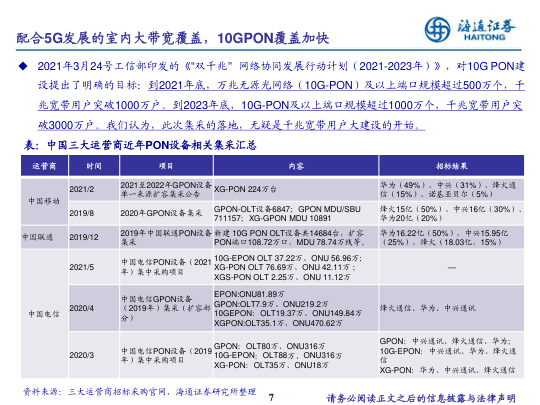 配合5G发展的室内大带宽覆盖，10GPON覆盖加快
海通证券
HAITONG
◆ 2021年3月24号工信部印发的《“双千兆”网络协同发展行动计划（2021-2023年）》，对10G PON建
设提出了明确的目标：到2021年底，万兆无源光网络（10G-PON）及以上端口规模超过500万个，千
兆宽带用户突破1000万户。到2023年底，10G-PON及以上端口规模超过1000万个，千兆宽带用户突
破3000万户。我们认为，此次集采的落地，无疑是千兆宽带用户大建设的开始。
表：中国三大运营商近年PON设备相关集采汇总
运营商 时间 项目 内容 招标结果
中国移动
2021/2 2021至2022年GPON设备 XG-PON 224万台 华为（49%）、中兴（31%）、烽火通
单一来源扩容集采公告 信（15%）、诺基亚贝尔（5%）
2019/8 2020年GPON设备集采 GPON-OLT设备6847; GPON MDU/SBU 烽火15亿（50%）、中兴16亿（30%）、
711157; XG-GPON MDU 10891 华为20亿（20%）
中国联通 2019/12 2019年中国联通PON设备 新建10G PON OLT设备共14684台，扩容 华为16.22亿（50%）、中兴15.95亿
集采 PON端口108.72万口，MDU 78.74万线等。 （25%）、烽火（18.03亿，15%）
中国电信
2021/5 中国电信PON设备（2021 10G-EPON OLT 37.22万、ONU 56.96万; —
年）集中采购项目 XG-PON OLT 76.69万、ONU 42.11万;
XGS-PON OLT 2.25万、ONU 11.12万
2020/4 中国电信GPON设备 EPON:ONU81.89万 烽火通信、华为、中兴通讯
（2019年）集采（扩容部 GPON:OLT7.9万、ONU219.2万
分） 10GEPON: OLT19.37万、ONU149.84万
XGPON:OLT35.1万、ONU470.62万
2020/3 中国电信PON设备（2019 GPON: OLT80万、ONU316万 GPON: 中兴通讯、烽火通信、华为;
年）集中采购项目 10G-EPON: OLT88万、ONU316万 10G-EPON: 中兴通讯、华为、烽火通
信
XG-PON: OLT35万、ONU18万 XG-PON: 华为、中兴通讯、烽火通信
资料来源：三大运营商招标采购官网，海通证券研究所整理
7
请务必阅读正文之后的信息披露与法律声明